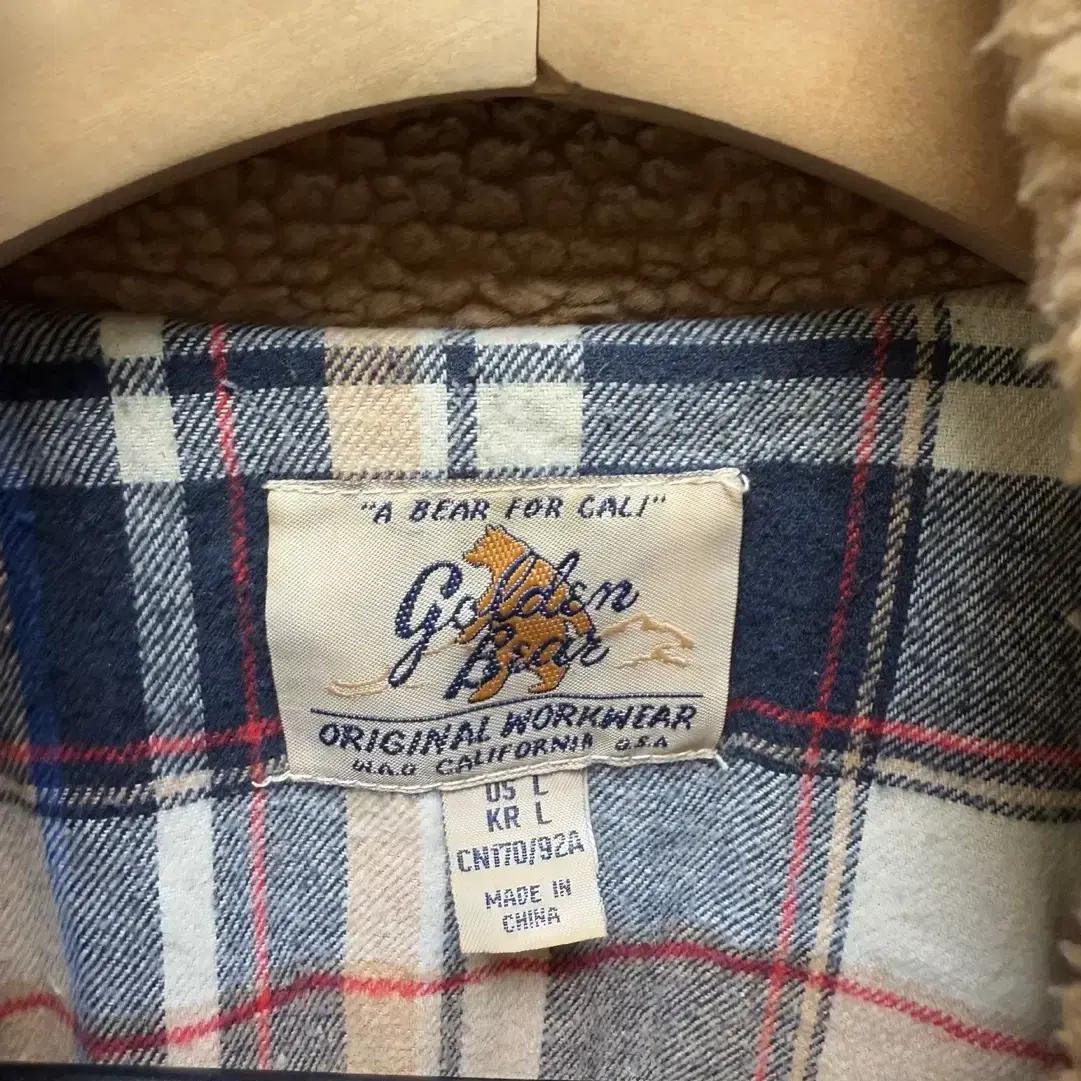 "A BEAR FOR CALI"
Golden
Bear
ORIGINAL WORKWEAR
W.A.G CALIFORNIA U.S.A
US L
KR L
CN170/92A
MADE IN
CHINA